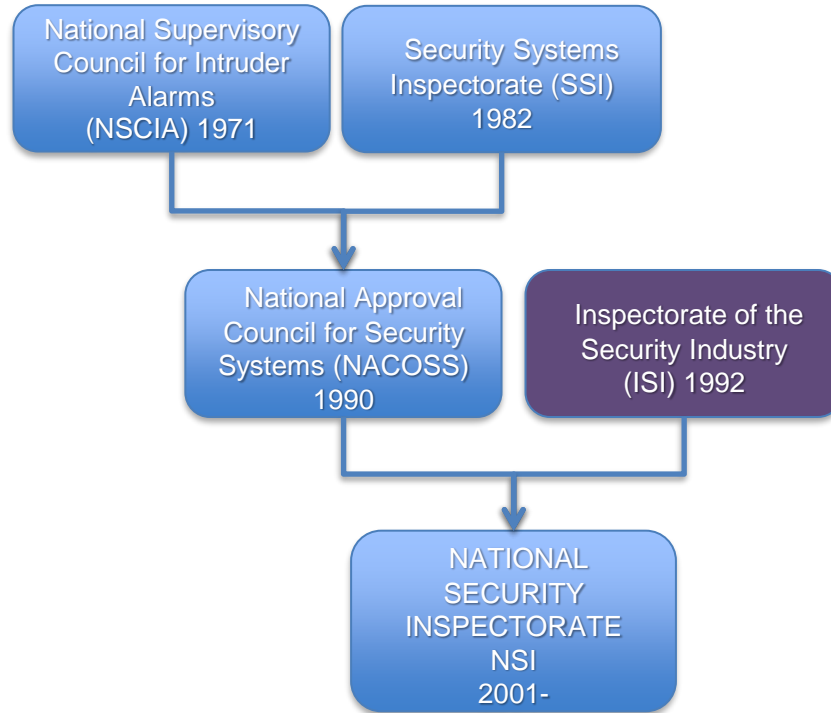 National Supervisory
Council for Intruder
Alarms
(NSCIA) 1971
Security Systems
Inspectorate (SSI)
1982
National Approval
Council for Security
Systems (NACOSS)
1990
Inspectorate of the
Security Industry
(ISI) 1992
NATIONAL
SECURITY
INSPECTORATE
NSI
2001-